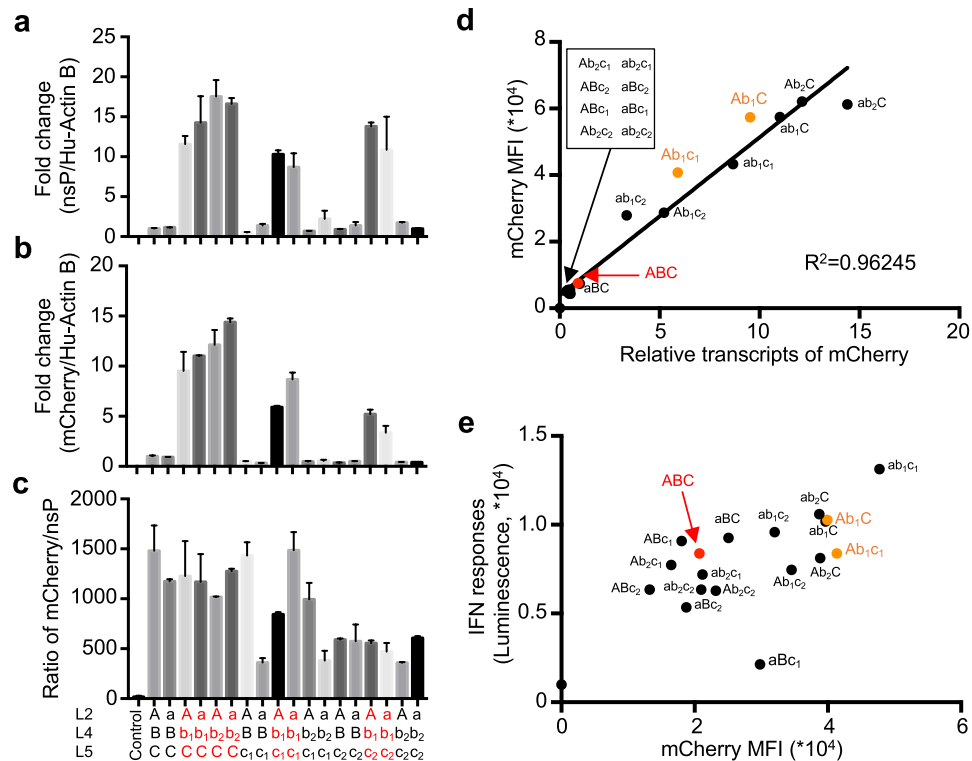 a
25
20
15
10
5
0
Fold change
(nsP/Hu-Actin B)
b
20
15
10
5
0
Fold change
(mCherry/Hu-Actin B)
c
2000
1500
1000
500
0
Ratio of mCherry/nsP
Control
L2 A a A a A a A a A a A a A a A a A a
L4 B B b₁ b₁ b₂ b₂ B B b₁ b₁ b₂ b₂ B B b₁ b₁ b₂ b₂
L5 C C C C C C c₁ c₁ c₁ c₁ c₁ c₁ c₂ c₂ c₂ c₂ c₂ c₂
d
8
6
4
2
0
mCherry MFI (*10⁴)
Ab₂c₁ ab₂c₁
ABc₂ aBc₂
ABc₁ aBc₁
Ab₂c₂ ab₂c₂
Ab₂C
Ab₁C
ab₂C
ab₁C
Ab₁c₁
ab₁c₁
ab₁c₂
Ab₁c₂
ABC
aBC
R²=0.96245
0 5 10 15 20
Relative transcripts of mCherry
e
1.5
1.0
0.5
0
IFN responses
(Luminescence, *10⁴)
ab₁c₁
ABC
ab₂C
aBC
ab₁c₂
Ab₁C
ab₁C
ABc₁
Ab₁c₁
Ab₂c₁
ab₂c₁
Ab₁c₂
Ab₂C
ABc₂
ab₂c₂
Ab₂c₂
aBc₂
aBc₁
0 2 4 6
mCherry MFI (*10⁴)